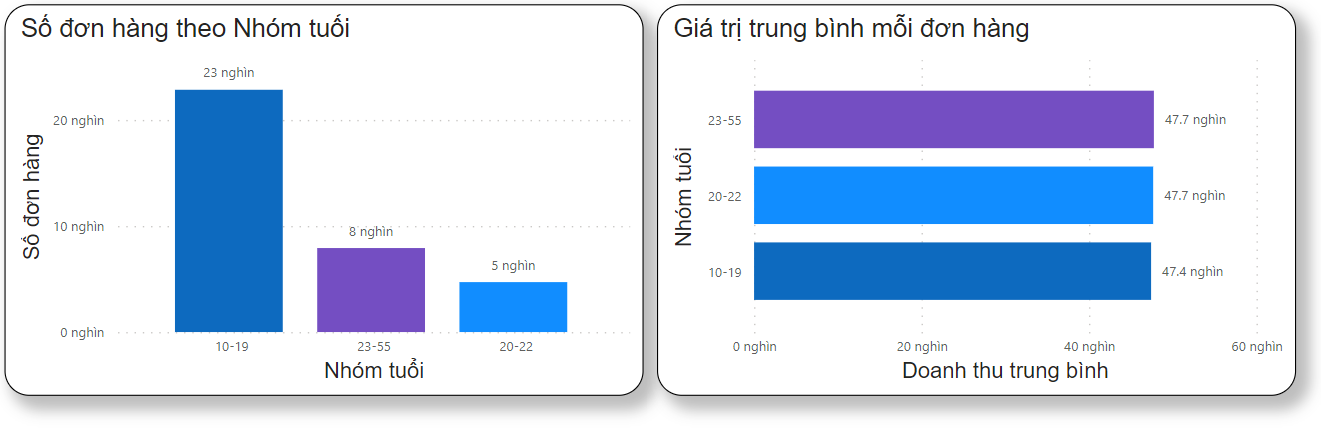 Số đơn hàng theo Nhóm tuổi
23 nghìn
20 nghìn
10 nghìn
8 nghìn
5 nghìn
0 nghìn
10-19
23-55
20-22
Số đơn hàng
Nhóm tuổi
Giá trị trung bình mỗi đơn hàng
23-55
47.7 nghìn
20-22
47.7 nghìn
10-19
47.4 nghìn
0 nghìn
20 nghìn
40 nghìn
60 nghìn
Nhóm tuổi
Doanh thu trung bình